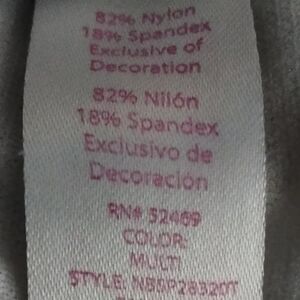 82% Nylon
18% Spandex
Exclusive of
Decoration
82% Nilón
18% Spandex
Exclusivo de
Decoración
RN# 52469
COLOR:
MULTI
STYLE: NBSP28320T